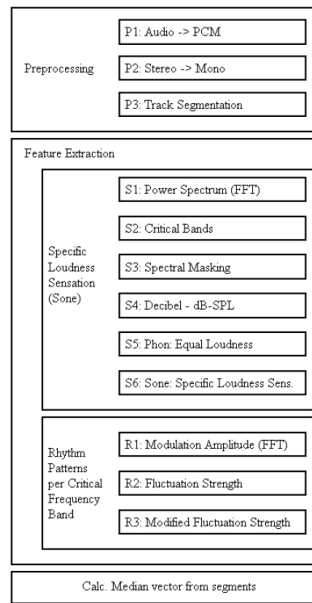 Preprocessing
P1: Audio -> PCM
P2: Stereo -> Mono
P3: Track Segmentation
Feature Extraction
Specific
Loudness
Sensation
(Sone)
S1: Power Spectrum (FFT)
S2: Critical Bands
S3: Spectral Masking
S4: Decibel - dB-SPL
S5: Phon: Equal Loudness
S6: Sone: Specific Loudness Sens.
Rhythm
Patterns
per Critical
Frequency
Band
R1: Modulation Amplitude (FFT)
R2: Fluctuation Strength
R3: Modified Fluctuation Strength
Calc. Median vector from segments